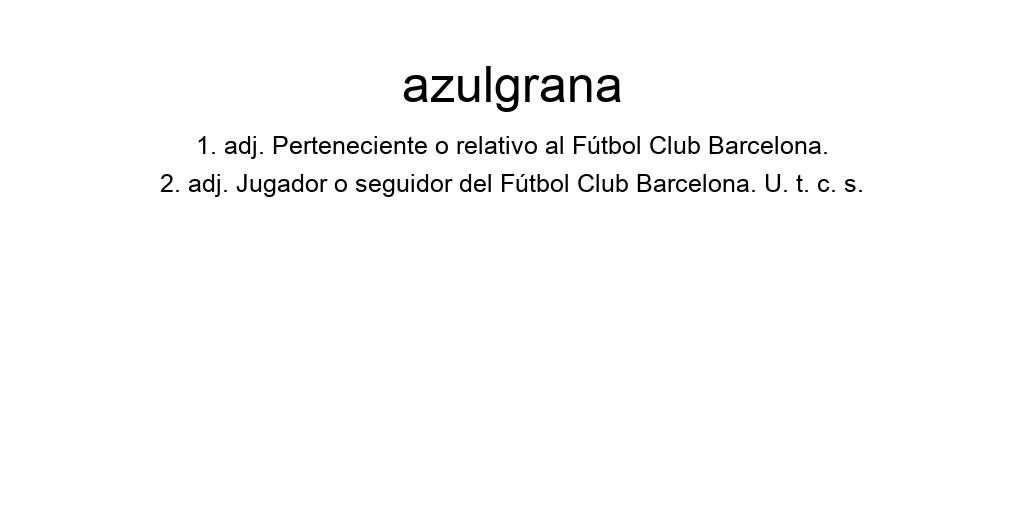 azulgrana
1. adj. Perteneciente o relativo al Fútbol Club Barcelona.
2. adj. Jugador o seguidor del Fútbol Club Barcelona. U. t. c. s.